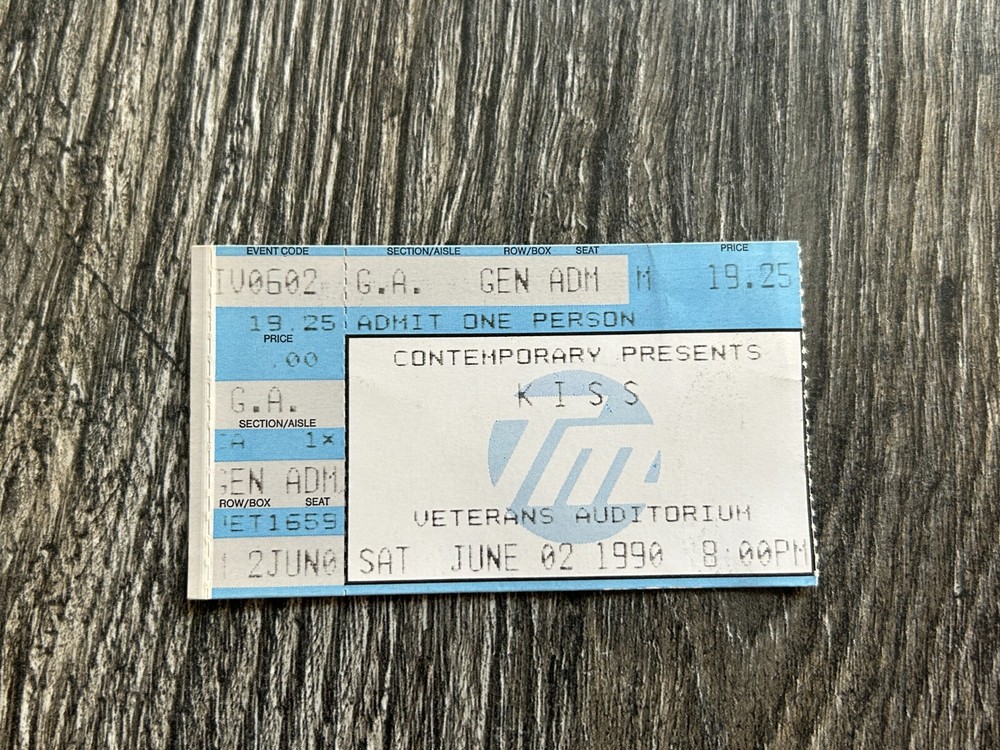 EVENT CODE SECTION/AISLE ROW/BOX SEAT PRICE
IV0602 G.A. GEN ADM M 19.25
19.25 ADMIT ONE PERSON
PRICE
.00
G.A.
SECTION/AISLE
1×
GEN ADM
ROW/BOX SEAT
ET1659
2JUN0
CONTEMPORARY PRESENTS
K I S S
TM
VETERANS AUDITORIUM
SAT JUNE 02 1990 8:00PM